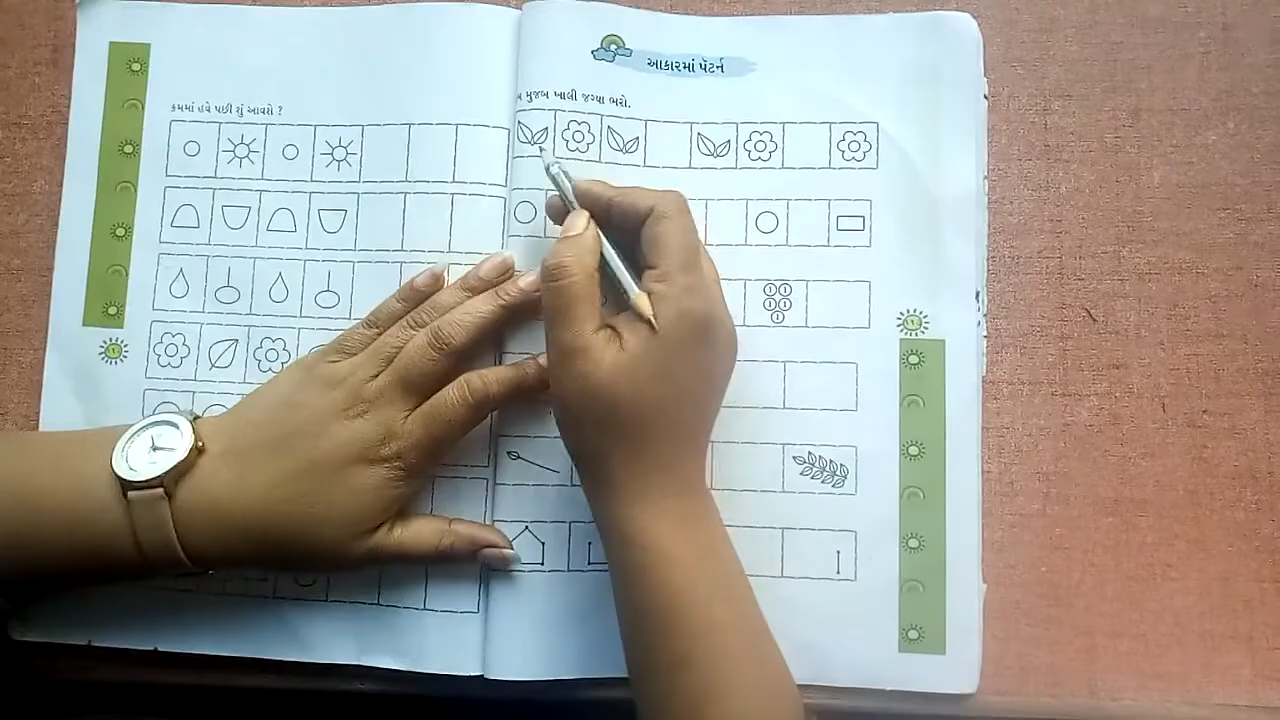 ક્રમમાં હવે પછી શું આવશે ?
આકારમાં પેટર્ન
મુજબ ખાલી જગ્યા ભરો.